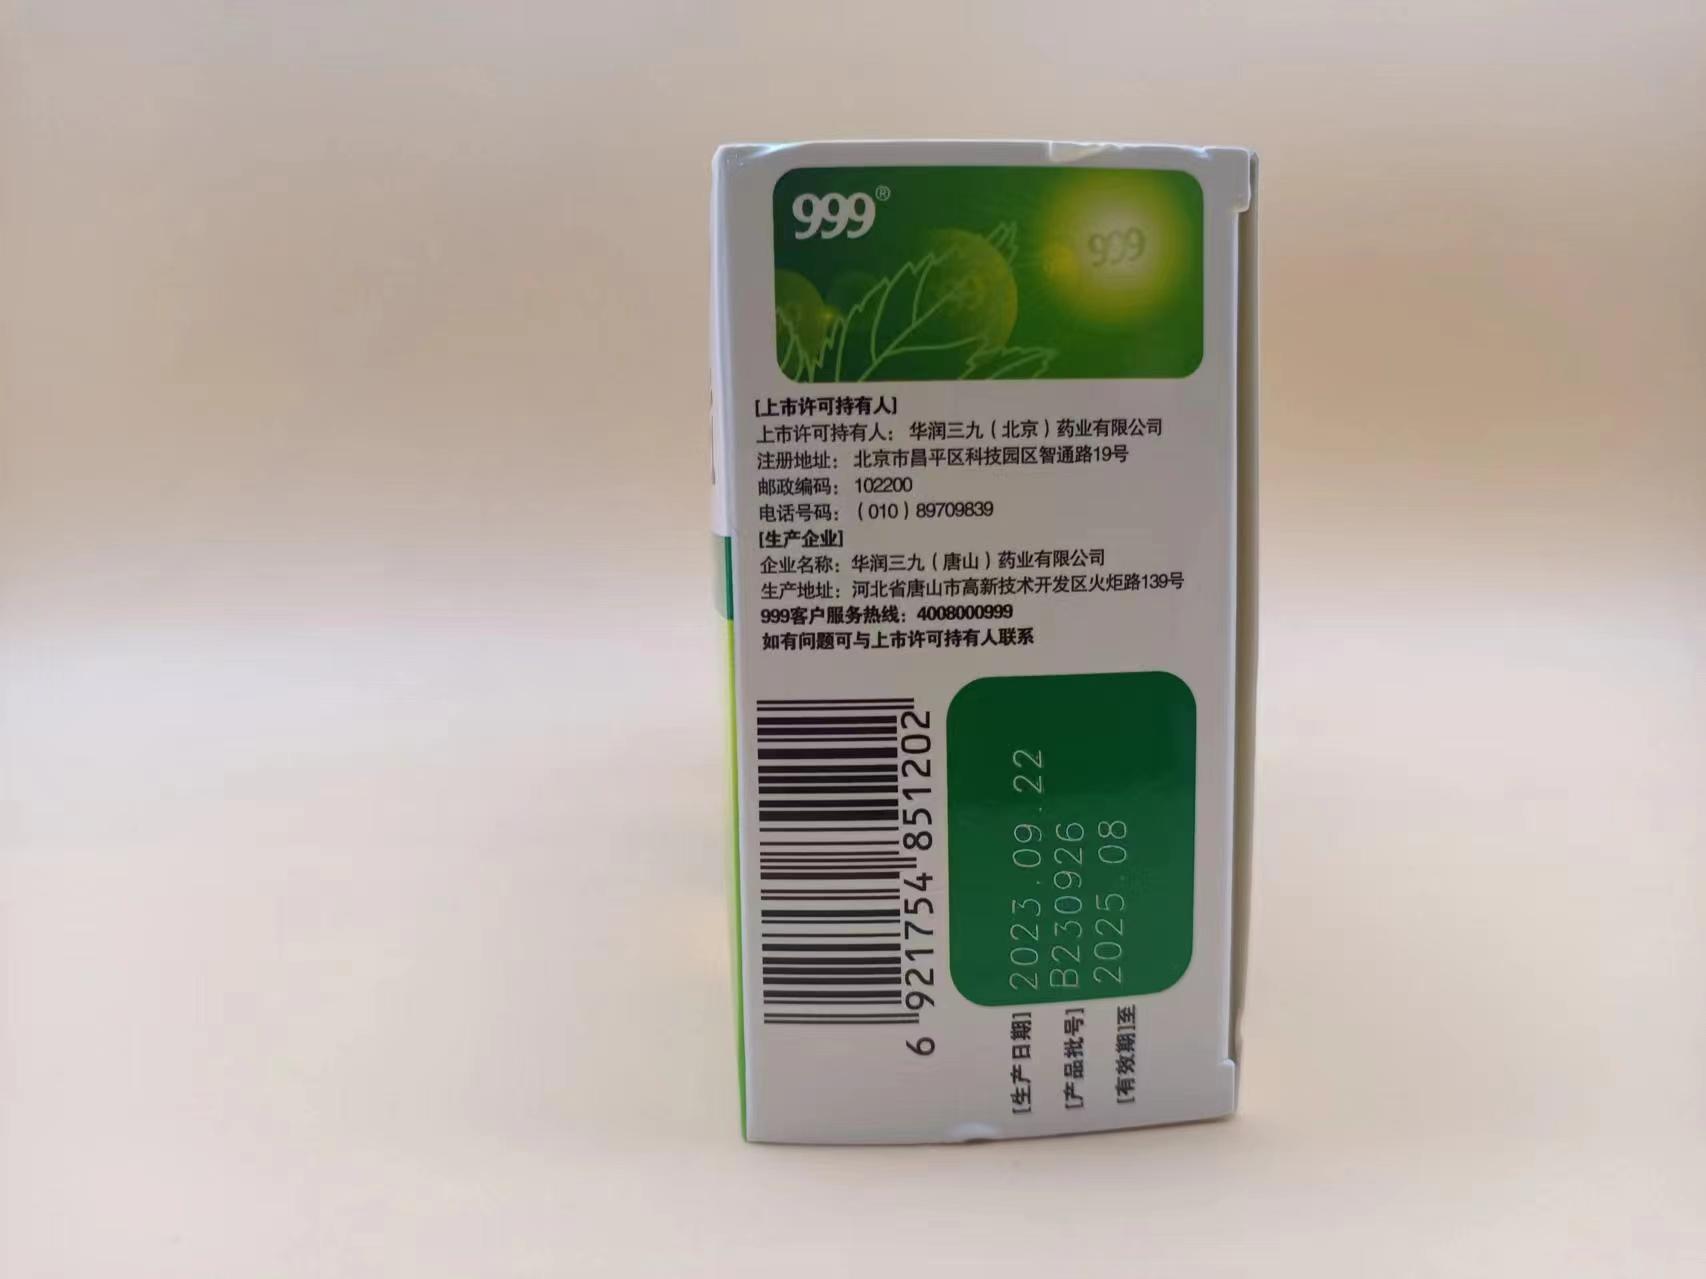 999®
999
[上市许可持有人]
上市许可持有人：华润三九（北京）药业有限公司
注册地址：北京市昌平区科技园区智通路19号
邮政编码：102200
电话号码：（010）89709839
[生产企业]
企业名称：华润三九（唐山）药业有限公司
生产地址：河北省唐山市高新技术开发区火炬路139号
999客户服务热线：4008000999
如有问题可与上市许可持有人联系
6 921754 851202
[生产日期] 2023.09.22
[产品批号] B230926
[有效期]至 2025.08